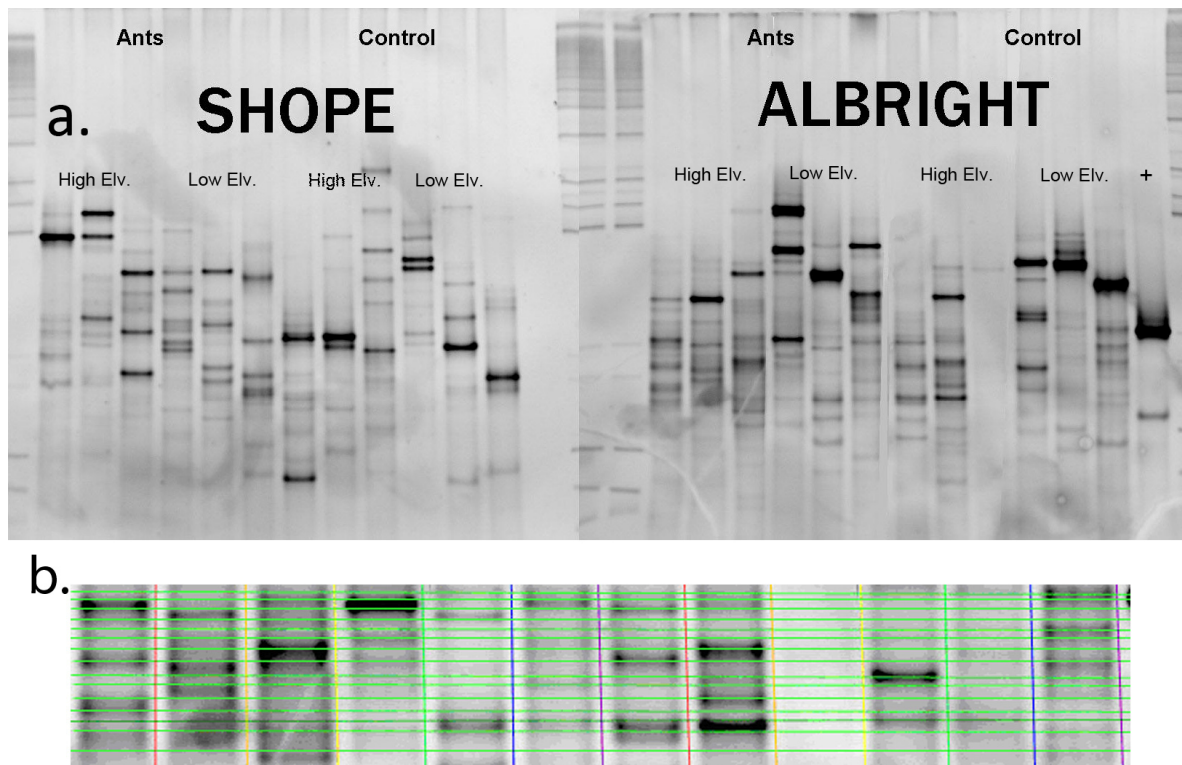 Ants Control Ants Control
a. SHOPE ALBRIGHT
High Elv. Low Elv. High Elv. Low Elv. High Elv. Low Elv. High Elv. Low Elv. +
b.